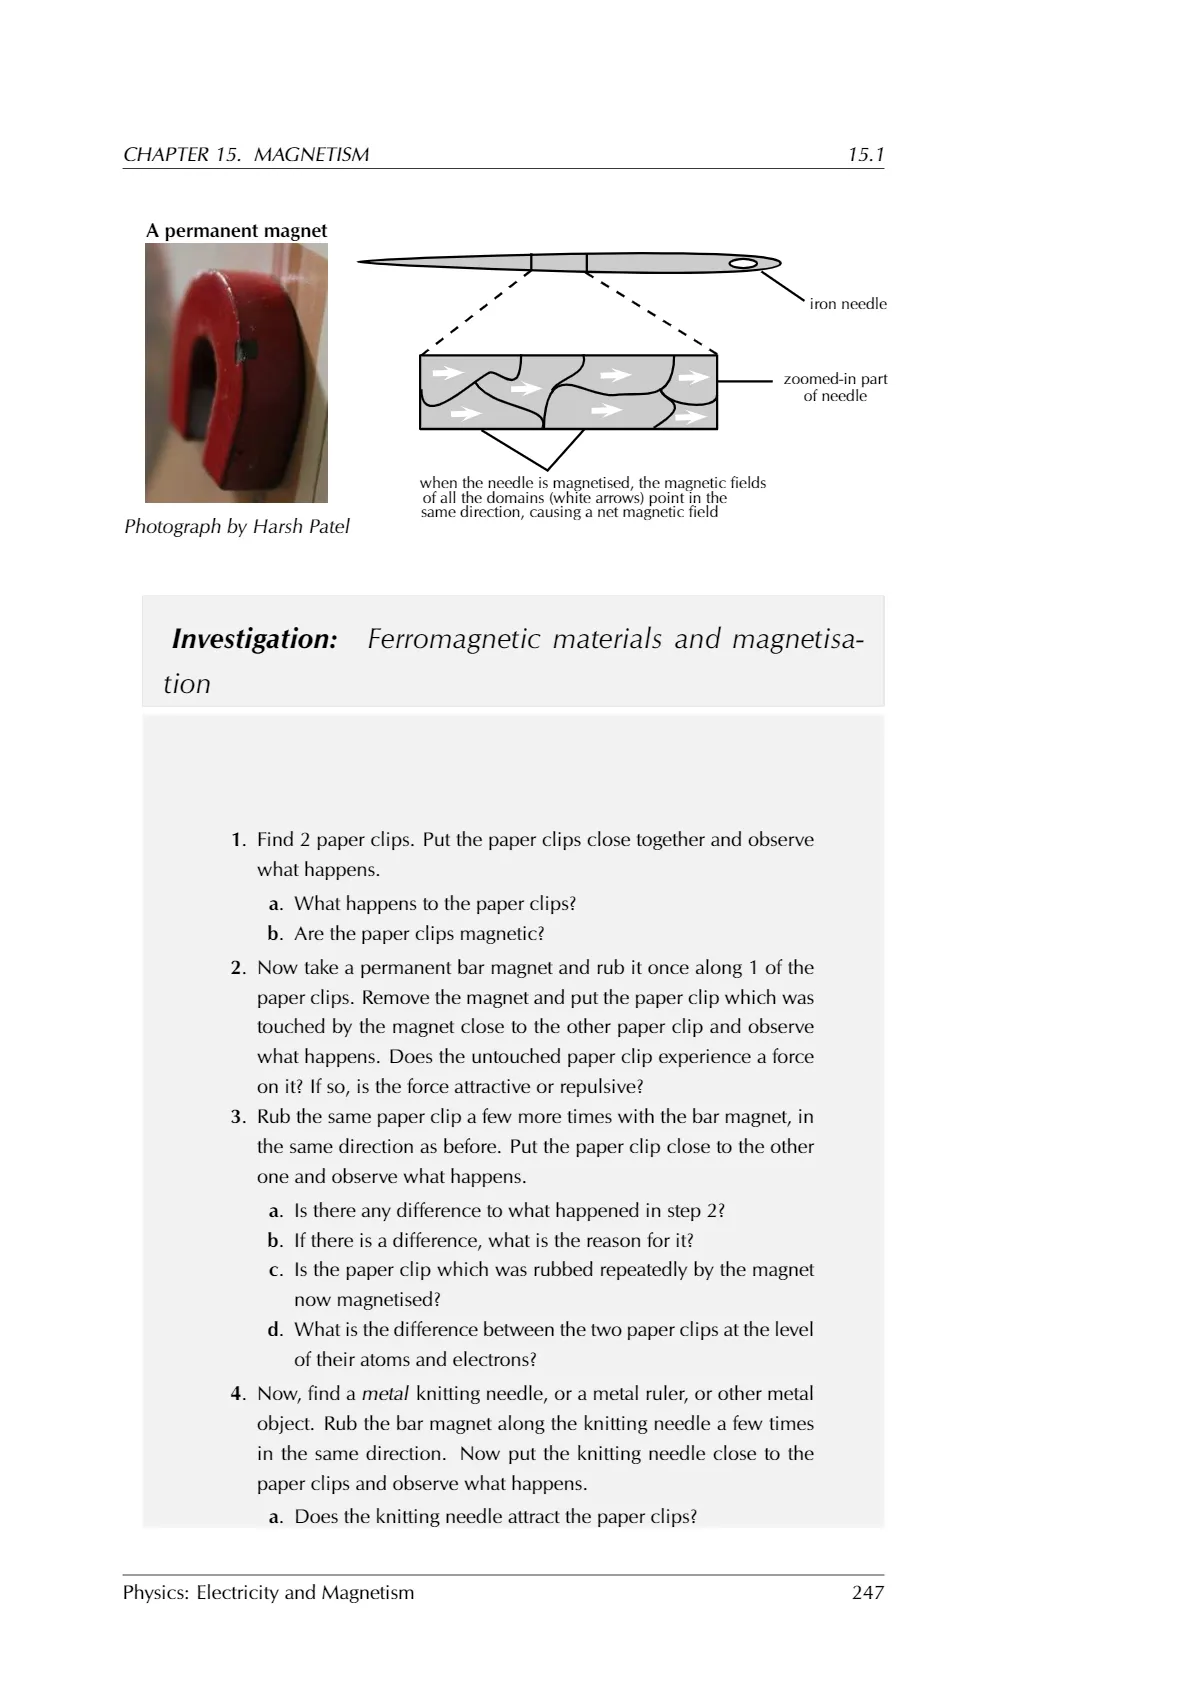 CHAPTER 15. MAGNETISM 15.1
A permanent magnet
iron needle
zoomed-in part
of needle
when the needle is magnetised, the magnetic fields
of all the domains (white arrows) point in the
same direction, causing a net magnetic field
Photograph by Harsh Patel
Investigation: Ferromagnetic materials and magnetisa-
tion
1. Find 2 paper clips. Put the paper clips close together and observe
what happens.
a. What happens to the paper clips?
b. Are the paper clips magnetic?
2. Now take a permanent bar magnet and rub it once along 1 of the
paper clips. Remove the magnet and put the paper clip which was
touched by the magnet close to the other paper clip and observe
what happens. Does the untouched paper clip experience a force
on it? If so, is the force attractive or repulsive?
3. Rub the same paper clip a few more times with the bar magnet, in
the same direction as before. Put the paper clip close to the other
one and observe what happens.
a. Is there any difference to what happened in step 2?
b. If there is a difference, what is the reason for it?
c. Is the paper clip which was rubbed repeatedly by the magnet
now magnetised?
d. What is the difference between the two paper clips at the level
of their atoms and electrons?
4. Now, find a metal knitting needle, or a metal ruler, or other metal
object. Rub the bar magnet along the knitting needle a few times
in the same direction. Now put the knitting needle close to the
paper clips and observe what happens.
a. Does the knitting needle attract the paper clips?
Physics: Electricity and Magnetism 247